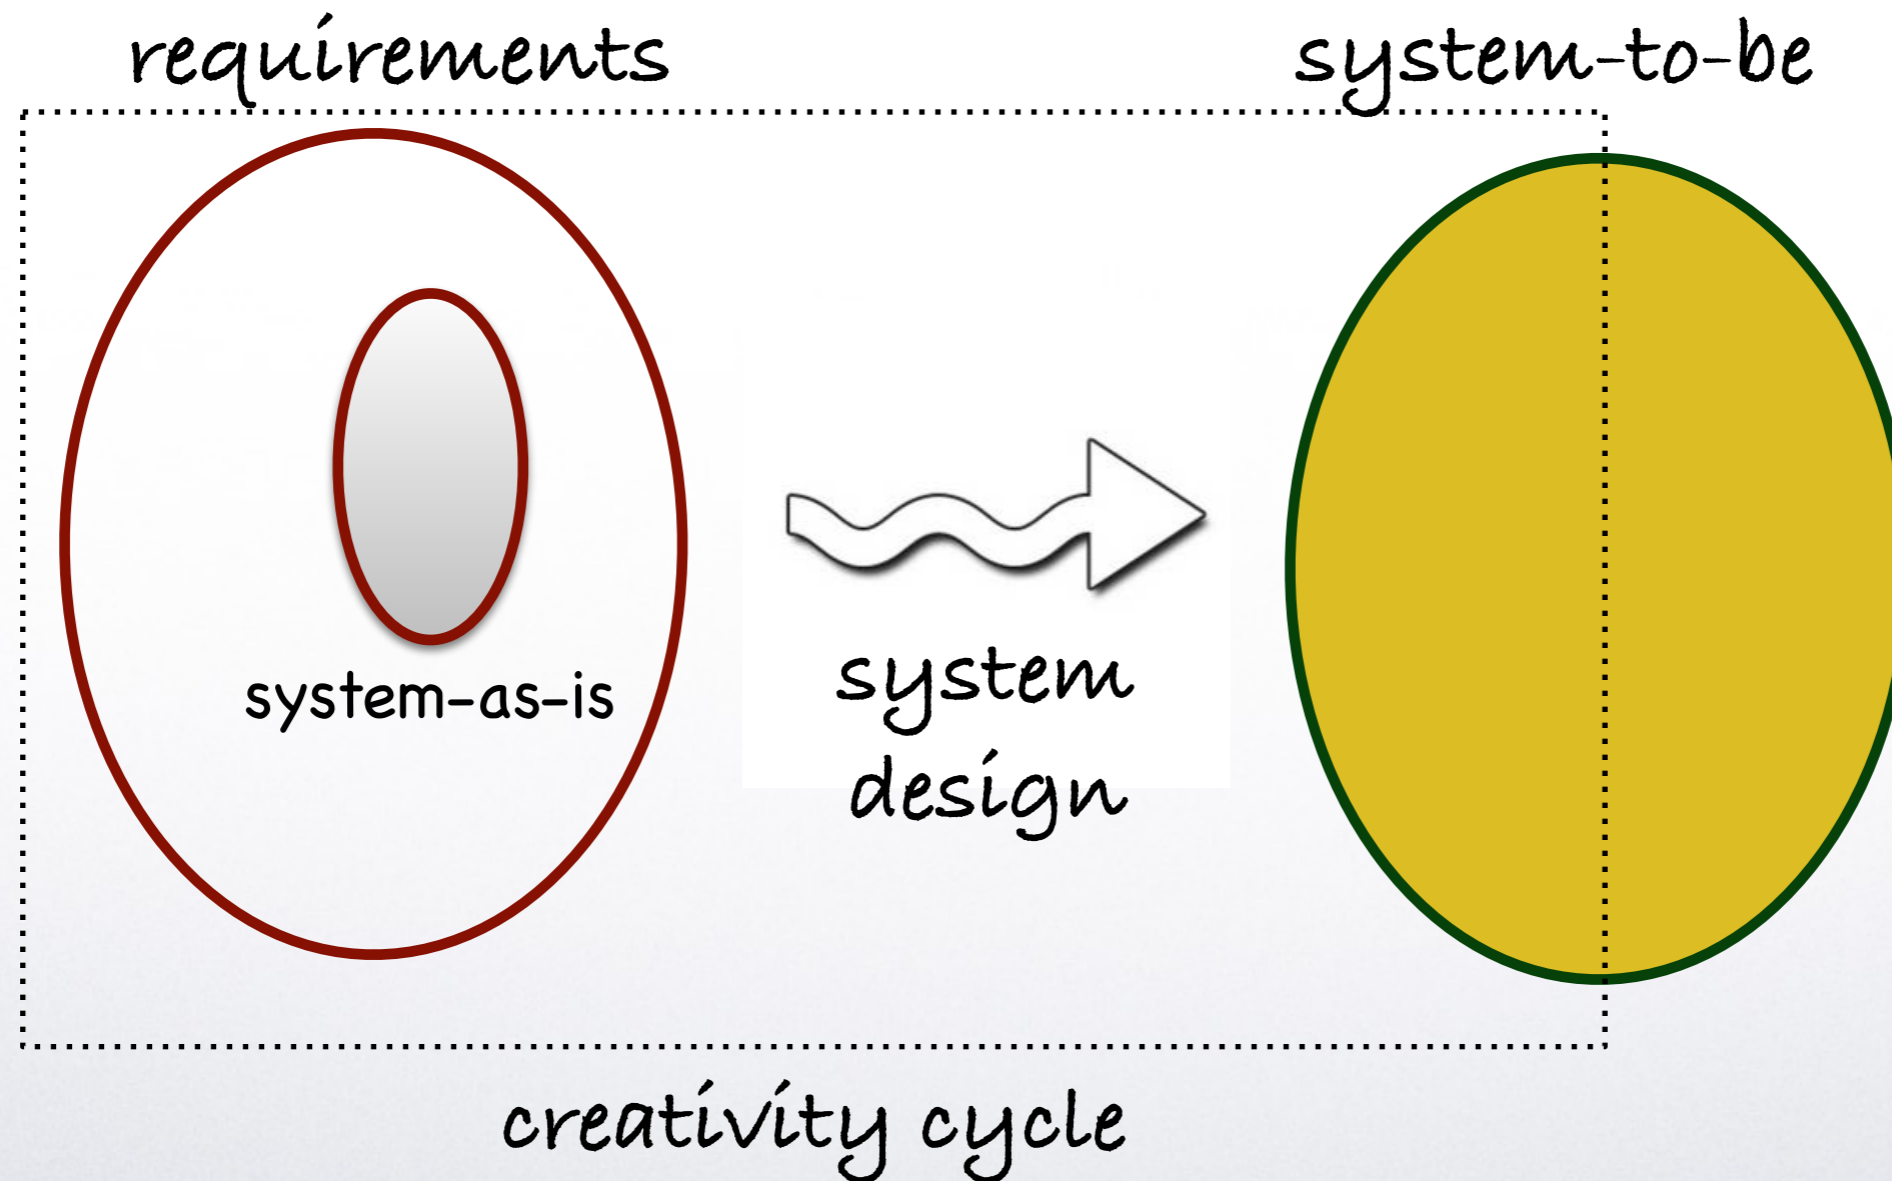 requirements
system-to-be
system-as-is
system
design
creativity cycle